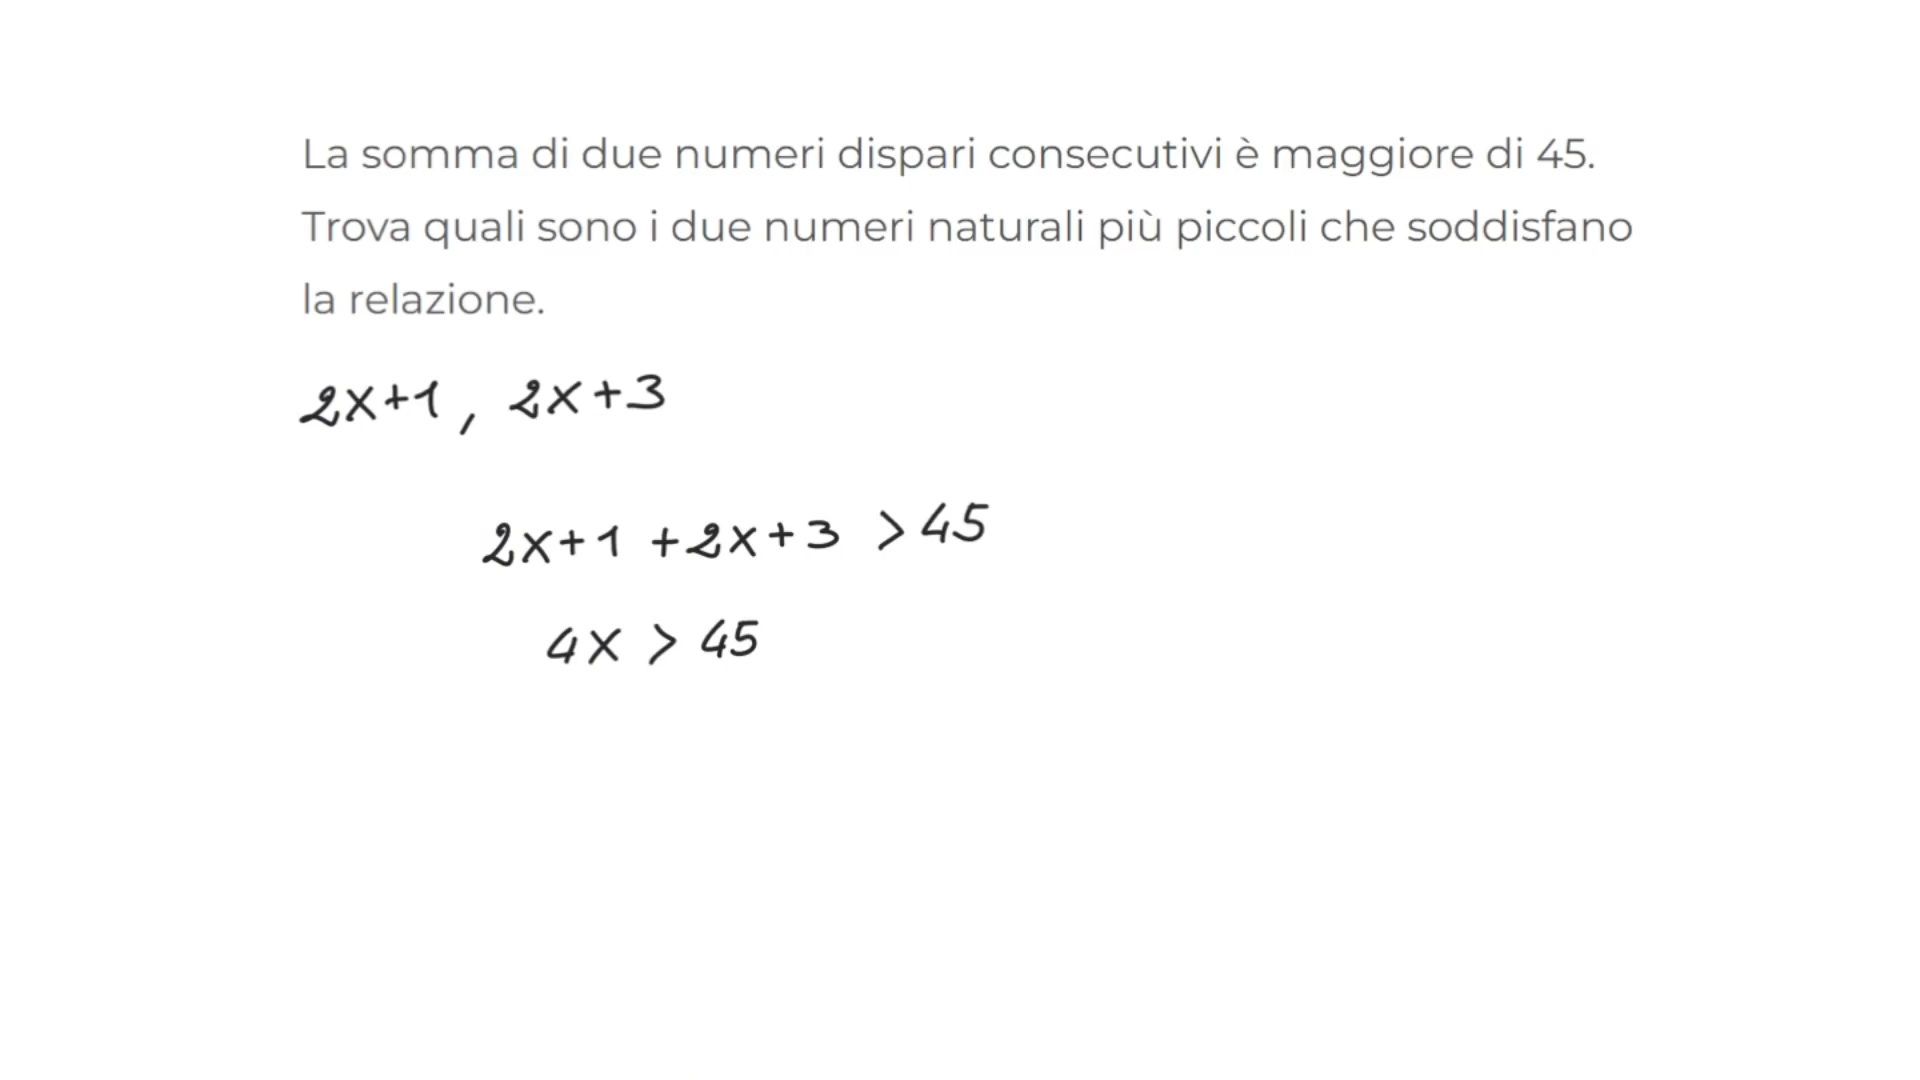 La somma di due numeri dispari consecutivi è maggiore di 45.
Trova quali sono i due numeri naturali più piccoli che soddisfano
la relazione.
2x+1, 2x+3
2x+1 +2x+3 > 45
4x > 45